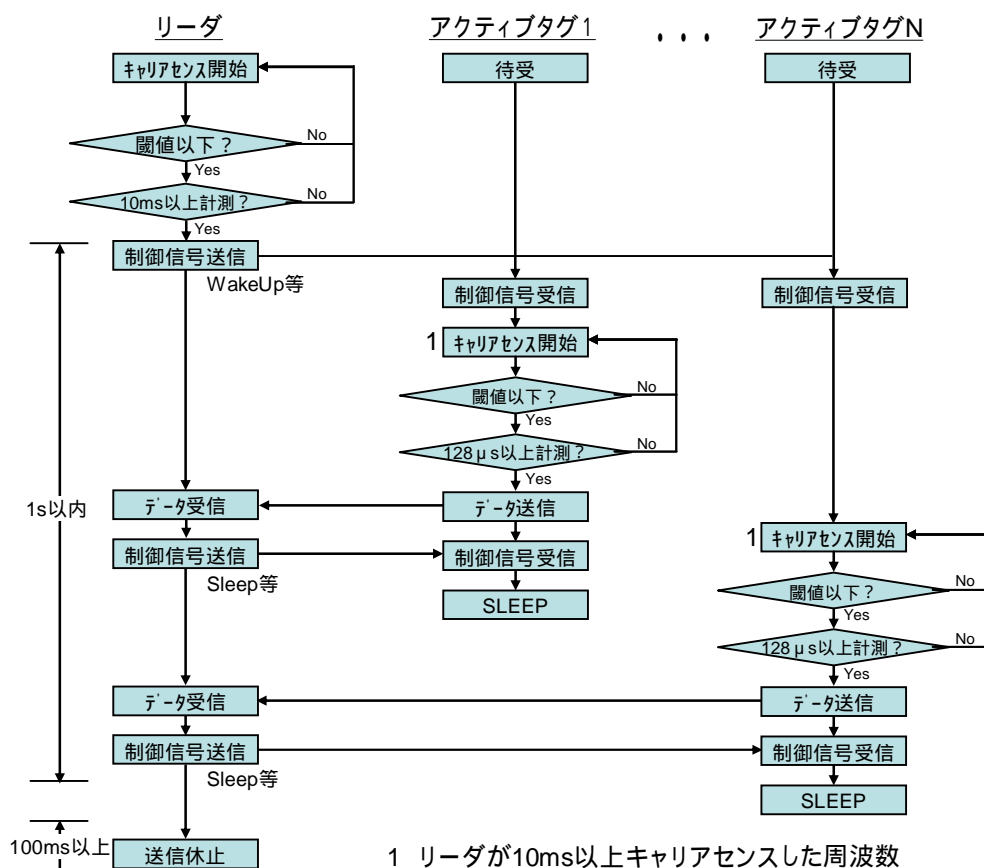 リーダ
アクティブタグ1
・・・
アクティブタグN
ｷｬﾘｱｾﾝｽ開始
待受
待受
閾値以下？
No
Yes
10ms以上計測？
No
Yes
制御信号送信
WakeUp等
制御信号受信
制御信号受信
1 ｷｬﾘｱｾﾝｽ開始
閾値以下？
No
Yes
128μs以上計測？
No
Yes
1s以内
ﾃﾞｰﾀ受信
ﾃﾞｰﾀ送信
1 ｷｬﾘｱｾﾝｽ開始
制御信号送信
Sleep等
制御信号受信
SLEEP
閾値以下？
No
Yes
128μs以上計測？
No
Yes
ﾃﾞｰﾀ受信
ﾃﾞｰﾀ送信
制御信号送信
Sleep等
制御信号受信
SLEEP
100ms以上
送信休止
1 リーダが10ms以上キャリアセンスした周波数